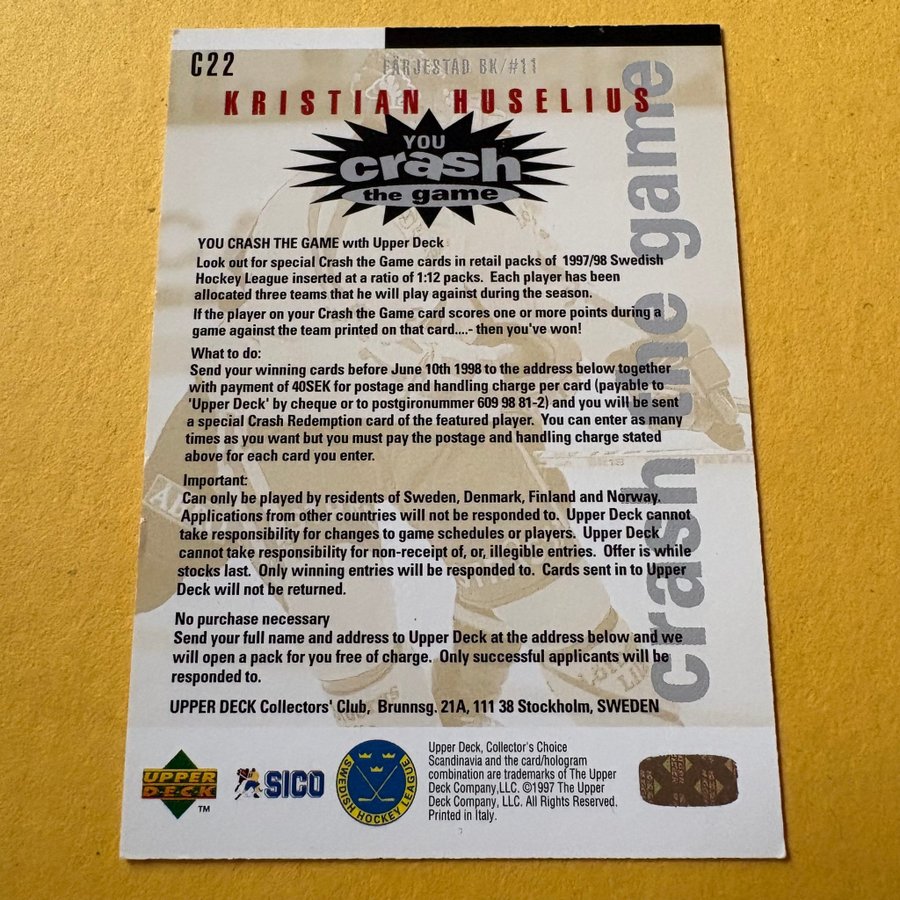 C22
FÄRJESTAD BK/#11
KRISTIAN HUSELIUS
YOU
crash
the game
crash the game
YOU CRASH THE GAME with Upper Deck
Look out for special Crash the Game cards in retail packs of 1997/98 Swedish
Hockey League inserted at a ratio of 1:12 packs. Each player has been
allocated three teams that he will play against during the season.
If the player on your Crash the Game card scores one or more points during a
game against the team printed on that card....- then you've won!
What to do:
Send your winning cards before June 10th 1998 to the address below together
with payment of 40SEK for postage and handling charge per card (payable to
'Upper Deck' by cheque or to postgironummer 609 98 81-2) and you will be sent
a special Crash Redemption card of the featured player. You can enter as many
times as you want but you must pay the postage and handling charge stated
above for each card you enter.
Important:
Can only be played by residents of Sweden, Denmark, Finland and Norway.
Applications from other countries will not be responded to. Upper Deck cannot
take responsibility for changes to game schedules or players. Upper Deck
cannot take responsibility for non-receipt of, or, illegible entries. Offer is while
stocks last. Only winning entries will be responded to. Cards sent in to Upper
Deck will not be returned.
No purchase necessary
Send your full name and address to Upper Deck at the address below and we
will open a pack for you free of charge. Only successful applicants will be
responded to.
UPPER DECK Collectors' Club, Brunnsg. 21A, 111 38 Stockholm, SWEDEN
UPPER
DECK
TM
SICO
SWEDISH HOCKEY LEAGUE
Upper Deck, Collector's Choice
Scandinavia and the card/hologram
combination are trademarks of The Upper
Deck Company,LLC. ©1997 The Upper
Deck Company, LLC. All Rights Reserved.
Printed in Italy.